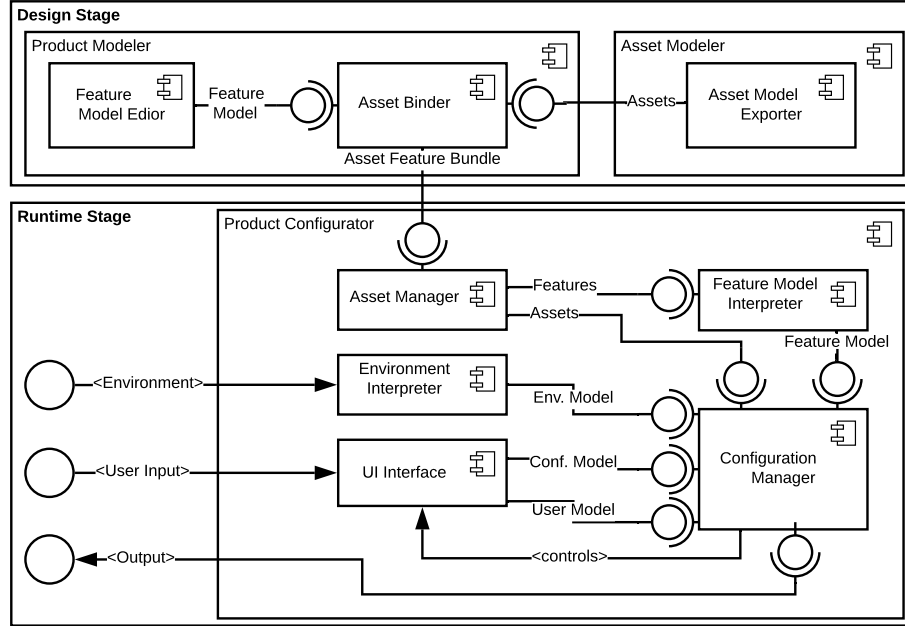 Design Stage
Product Modeler
Asset Modeler
Feature
Model Edior
Feature
Model
Asset Binder
Assets
Asset Model
Exporter
Asset Feature Bundle
Runtime Stage
Product Configurator
Asset Manager
Features
Assets
Feature Model
Interpreter
Feature Model
<Environment>
Environment
Interpreter
Env. Model
<User Input>
UI Interface
Conf. Model
User Model
Configuration
Manager
<Output>
<controls>